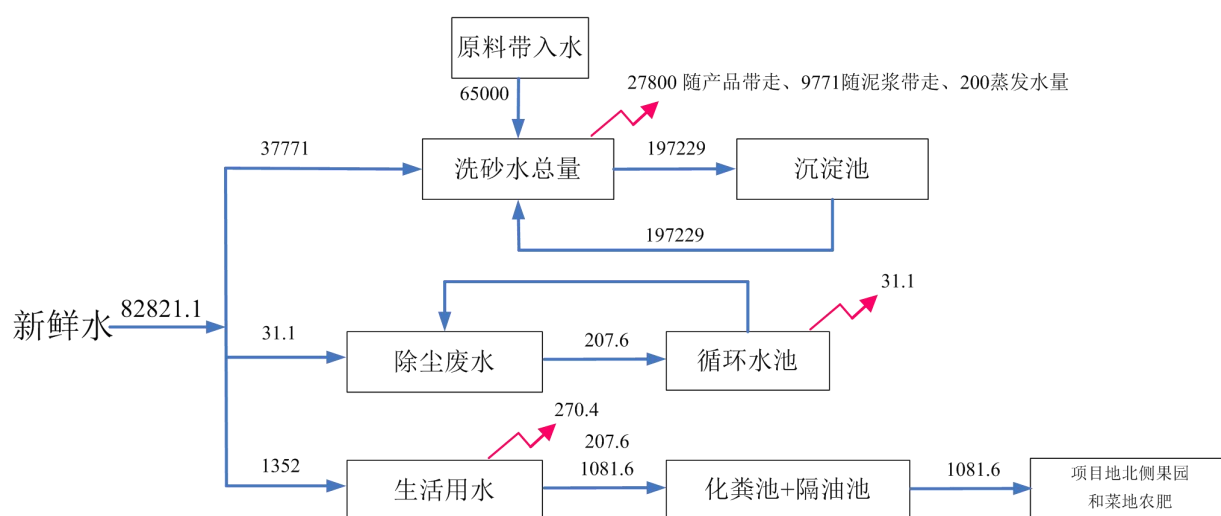 原料带入水
65000
27800 随产品带走、9771随泥浆带走、200蒸发水量
37771
洗砂水总量
197229
沉淀池
197229
新鲜水
82821.1
31.1
31.1
除尘废水
207.6
循环水池
270.4
207.6
1352
生活用水
1081.6
化粪池+隔油池
1081.6
项目地北侧果园
和菜地农肥